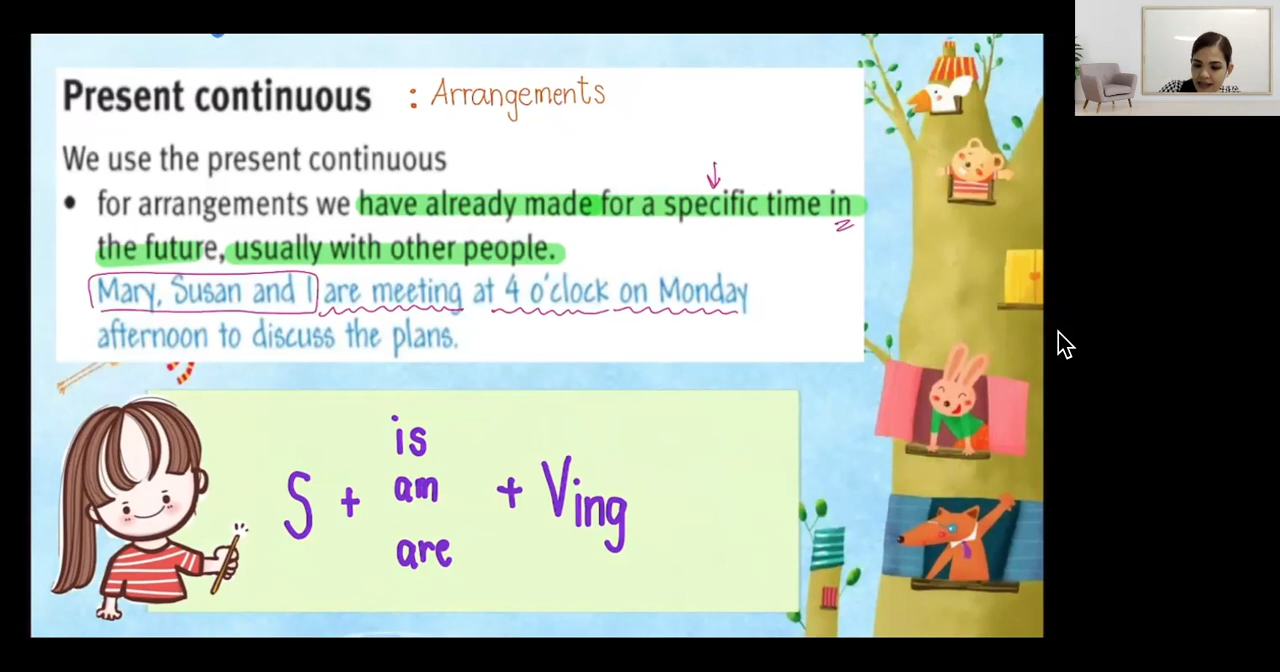 Present continuous : Arrangements
We use the present continuous
• for arrangements we have already made for a specific time in
the future, usually with other people.
Mary, Susan and I are meeting at 4 o'clock on Monday
afternoon to discuss the plans.
is
S + am + Ving
are